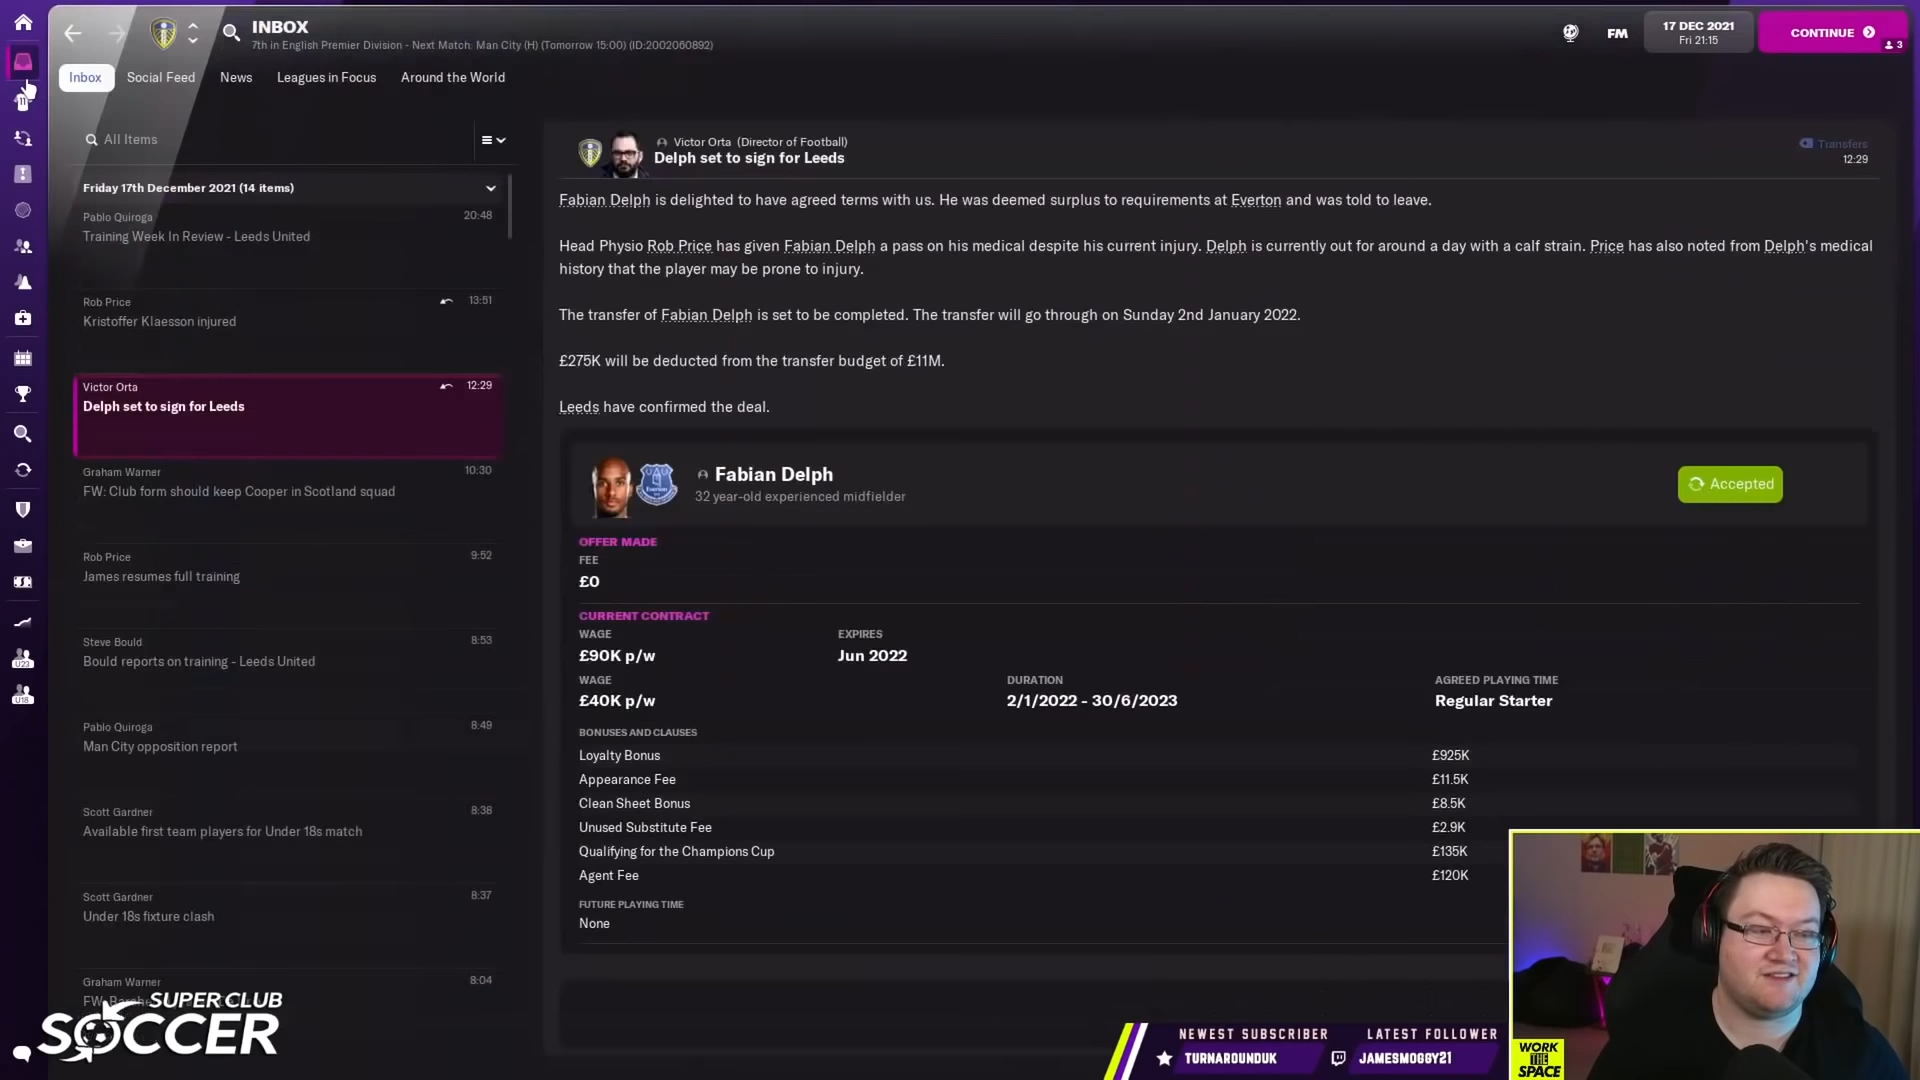 INBOX
7th in English Premier Division - Next Match: Man City (H) (Tomorrow 15:00) (ID:2002060892)
FM
17 DEC 2021
Fri 21:15
CONTINUE
3
Inbox
Social Feed
News
Leagues in Focus
Around the World
All Items
Friday 17th December 2021 (14 items)
Pablo Quiroga
20:48
Training Week In Review - Leeds United
Rob Price
13:51
Kristoffer Klaesson injured
Victor Orta
12:29
Delph set to sign for Leeds
Graham Warner
10:30
FW: Club form should keep Cooper in Scotland squad
Rob Price
9:52
James resumes full training
Steve Bould
8:53
Bould reports on training - Leeds United
Pablo Quiroga
8:49
Man City opposition report
Scott Gardner
8:38
Available first team players for Under 18s match
Scott Gardner
8:37
Under 18s fixture clash
Graham Warner
8:04
FW:
U23
U18
Victor Orta (Director of Football)
Delph set to sign for Leeds
Transfers
12:29
Fabian Delph is delighted to have agreed terms with us. He was deemed surplus to requirements at Everton and was told to leave.
Head Physio Rob Price has given Fabian Delph a pass on his medical despite his current injury. Delph is currently out for around a day with a calf strain. Price has also noted from Delph's medical
history that the player may be prone to injury.
The transfer of Fabian Delph is set to be completed. The transfer will go through on Sunday 2nd January 2022.
£275K will be deducted from the transfer budget of £11M.
Leeds have confirmed the deal.
Fabian Delph
32 year-old experienced midfielder
Accepted
OFFER MADE
FEE
£0
CURRENT CONTRACT
WAGE
EXPIRES
£90K p/w
Jun 2022
WAGE
DURATION
AGREED PLAYING TIME
£40K p/w
2/1/2022 - 30/6/2023
Regular Starter
BONUSES AND CLAUSES
Loyalty Bonus
£925K
Appearance Fee
£11.5K
Clean Sheet Bonus
£8.5K
Unused Substitute Fee
£2.9K
Qualifying for the Champions Cup
£135K
Agent Fee
£120K
FUTURE PLAYING TIME
None
SUPER CLUB
SOCCER
NEWEST SUBSCRIBER
TURNAROUNDUK
LATEST FOLLOWER
JAMESMOGGY21
WORK
THE
SPACE